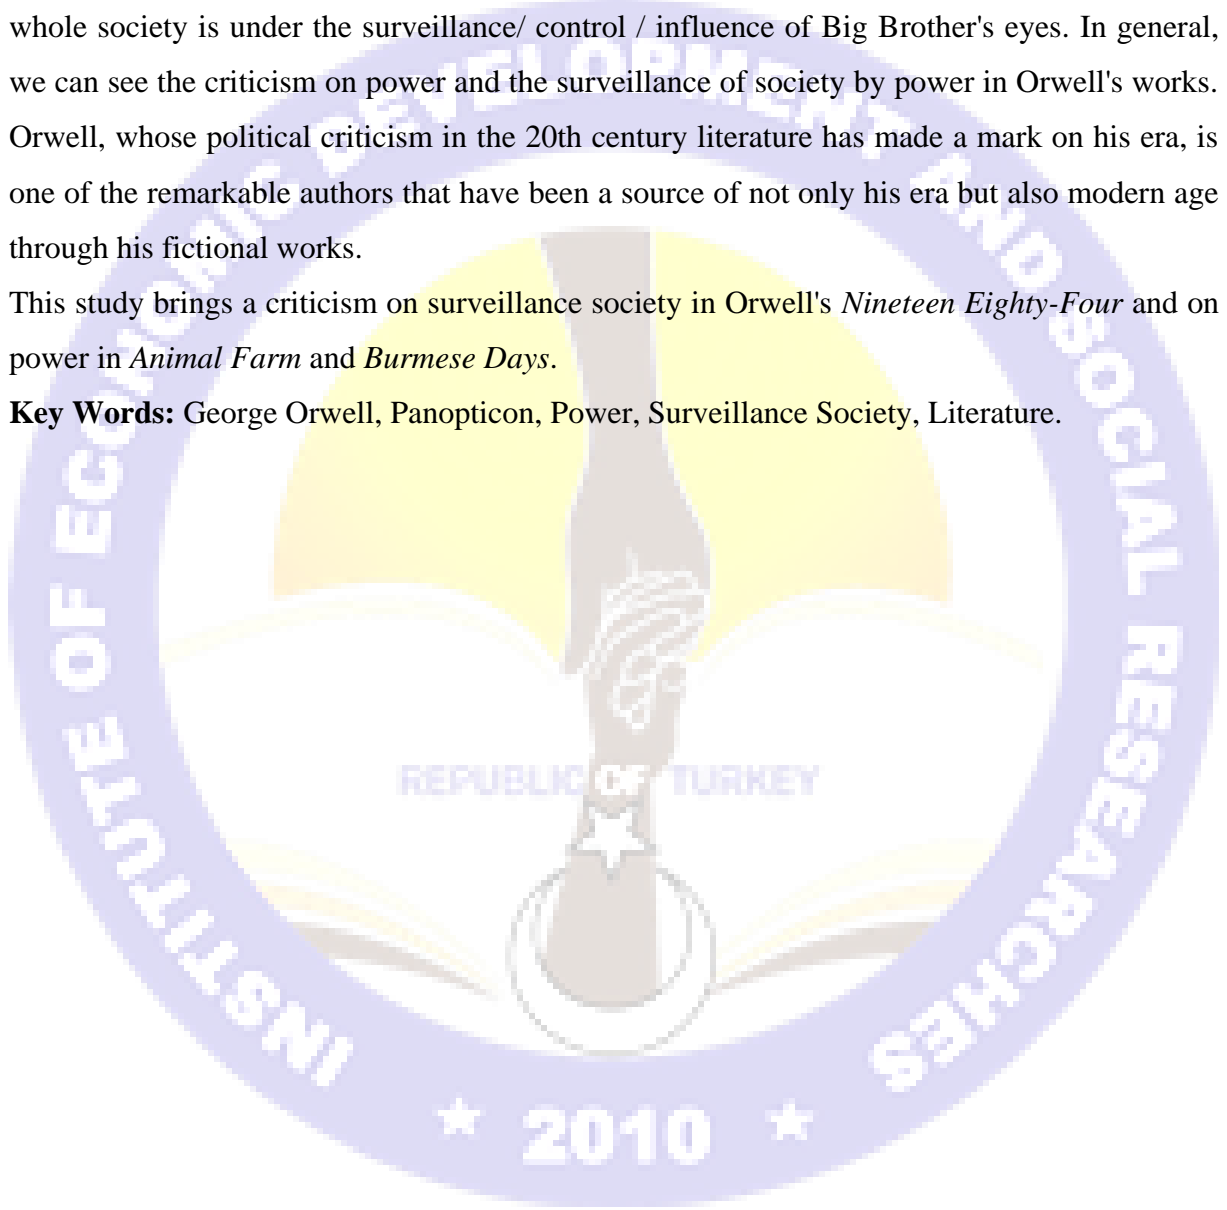 whole society is under the surveillance/ control / influence of Big Brother's eyes. In general,
we can see the criticism on power and the surveillance of society by power in Orwell's works.
Orwell, whose political criticism in the 20th century literature has made a mark on his era, is
one of the remarkable authors that have been a source of not only his era but also modern age
through his fictional works.
This study brings a criticism on surveillance society in Orwell's Nineteen Eighty-Four and on
power in Animal Farm and Burmese Days.
Key Words: George Orwell, Panopticon, Power, Surveillance Society, Literature.
INSTITUTE OF ECONOMIC DEVELOPMENT AND SOCIAL RESEARCHES
REPUBLIC OF TURKEY
★ 2010 ★